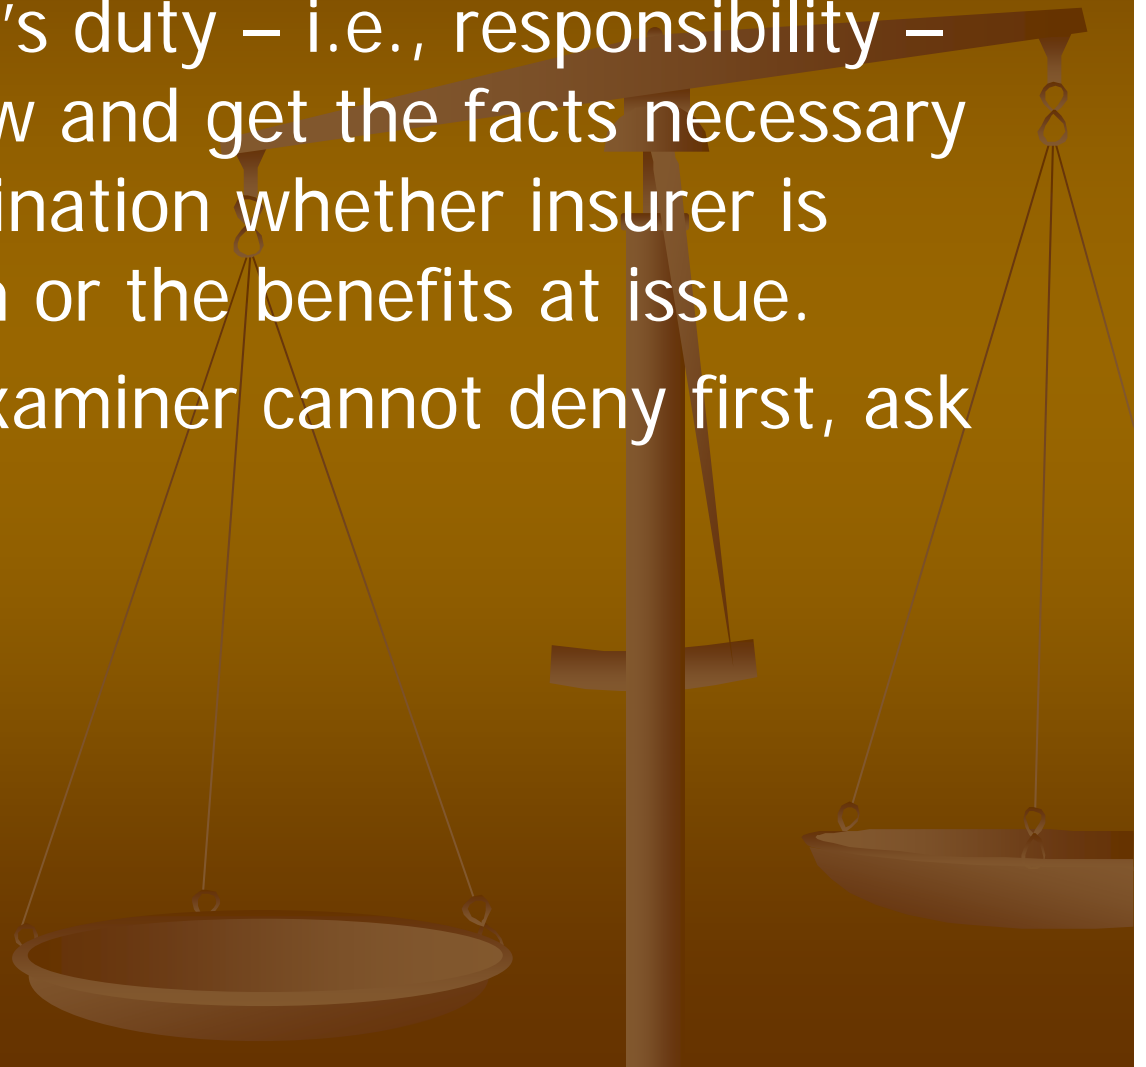 's duty – i.e., responsibility –
w and get the facts necessary
ination whether insurer is
or the benefits at issue.
xaminer cannot deny first, ask